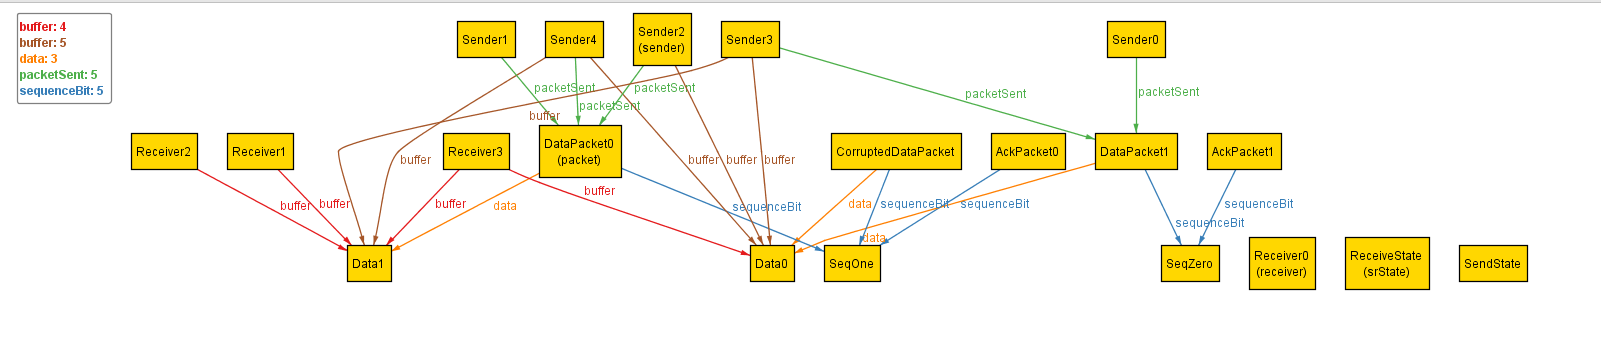 buffer: 4
buffer: 5
data: 3
packetSent: 5
sequenceBit: 5
Sender1
Sender4
Sender2
(sender)
Sender3
Sender0
packetSent
packetSent
packetSent
packetSent
packetSent
buffer
Receiver2
Receiver1
Receiver3
DataPacket0
(packet)
CorruptedDataPacket
AckPacket0
DataPacket1
AckPacket1
buffer
buffer
buffer
buffer
buffer
buffer
buffer
buffer
data
sequenceBit
data
sequenceBit
sequenceBit
sequenceBit
sequenceBit
data
Data1
Data0
SeqOne
SeqZero
Receiver0
(receiver)
ReceiveState
(srState)
SendState